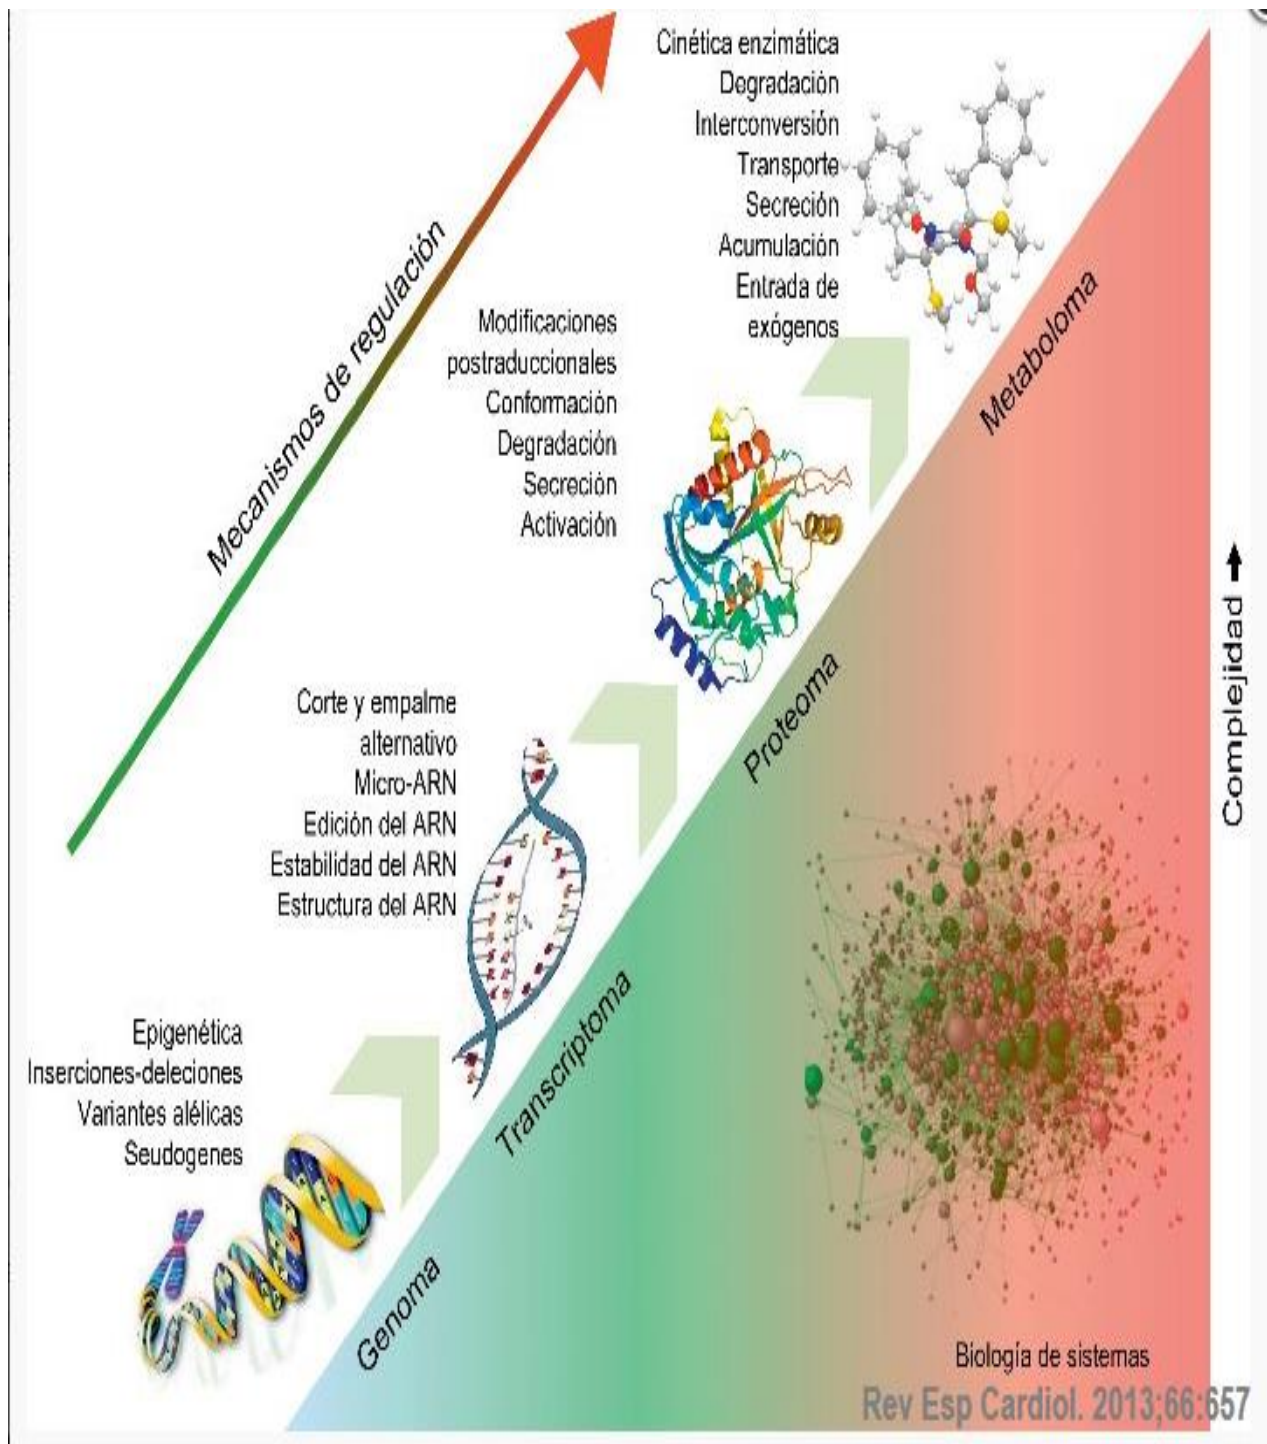 Cinética enzimática
Degradación
Interconversión
Transporte
Secreción
Acumulación
Entrada de
exógenos
Mecanismos de regulación
Modificaciones
postraduccionales
Conformación
Degradación
Secreción
Activación
Metaboloma
Complejidad →
Corte y empalme
alternativo
Micro-ARN
Edición del ARN
Estabilidad del ARN
Estructura del ARN
Proteoma
Epigenética
Inserciones-deleciones
Variantes alélicas
Seudogenes
Transcriptoma
Genoma
Biología de sistemas
Rev Esp Cardiol. 2013;66:657